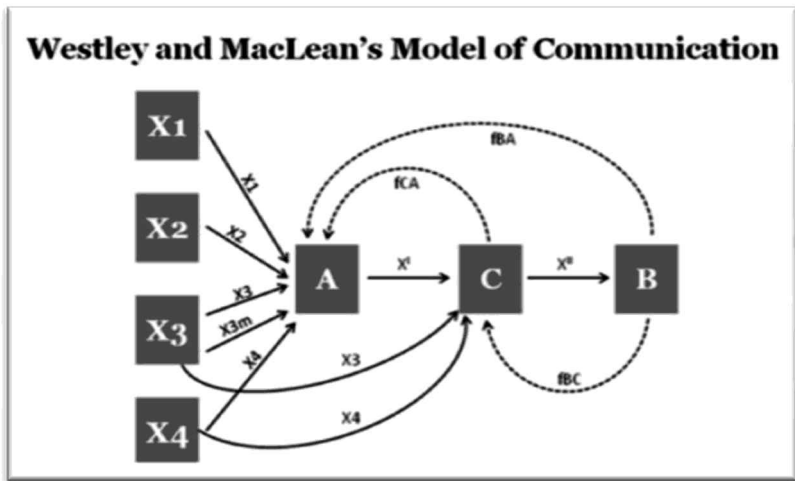 Westley and MacLean's Model of Communication
X1
X2
X3
X4
A
C
B
X1
X2
X3
X3m
X4
X3
X4
X'
X"
fCA
fBA
fBC